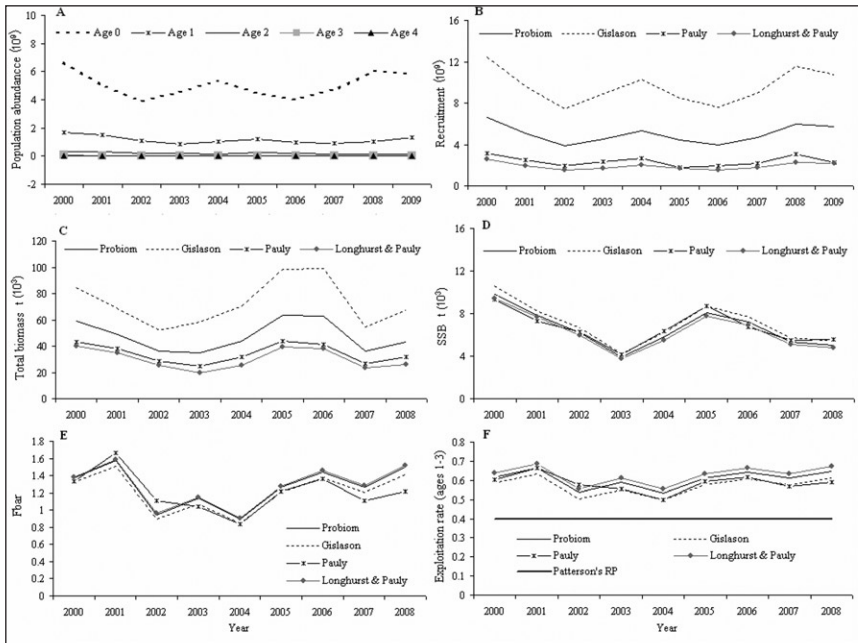 A
Age 0 Age 1 Age 2 Age 3 Age 4
Population abundancce (10⁹)
10
8
6
4
2
0
-2
2000 2001 2002 2003 2004 2005 2006 2007 2008 2009
B
Probiom Gislason Pauly Longhurst & Pauly
Recruitment (10⁹)
16
12
8
4
0
2000 2001 2002 2003 2004 2005 2006 2007 2008 2009
C
Probiom Gislason Pauly Longhurst & Pauly
Total biomass t (10³)
120
100
80
60
40
20
0
2000 2001 2002 2003 2004 2005 2006 2007 2008
D
Probiom Gislason Pauly Longhurst & Pauly
SSB t (10³)
16
12
8
4
0
2000 2001 2002 2003 2004 2005 2006 2007 2008
E
Fbar
1.8
1.6
1.4
1.2
1
0.8
0.6
0.4
0.2
0
Probiom
Gislason
Pauly
Longhurst & Pauly
2000 2001 2002 2003 2004 2005 2006 2007 2008
Year
F
Exploitation rate (ages 1-3)
0.8
0.7
0.6
0.5
0.4
0.3
0.2
0.1
0
Probiom Gislason
Pauly Longhurst & Pauly
Patterson's RP
2000 2001 2002 2003 2004 2005 2006 2007 2008
Year